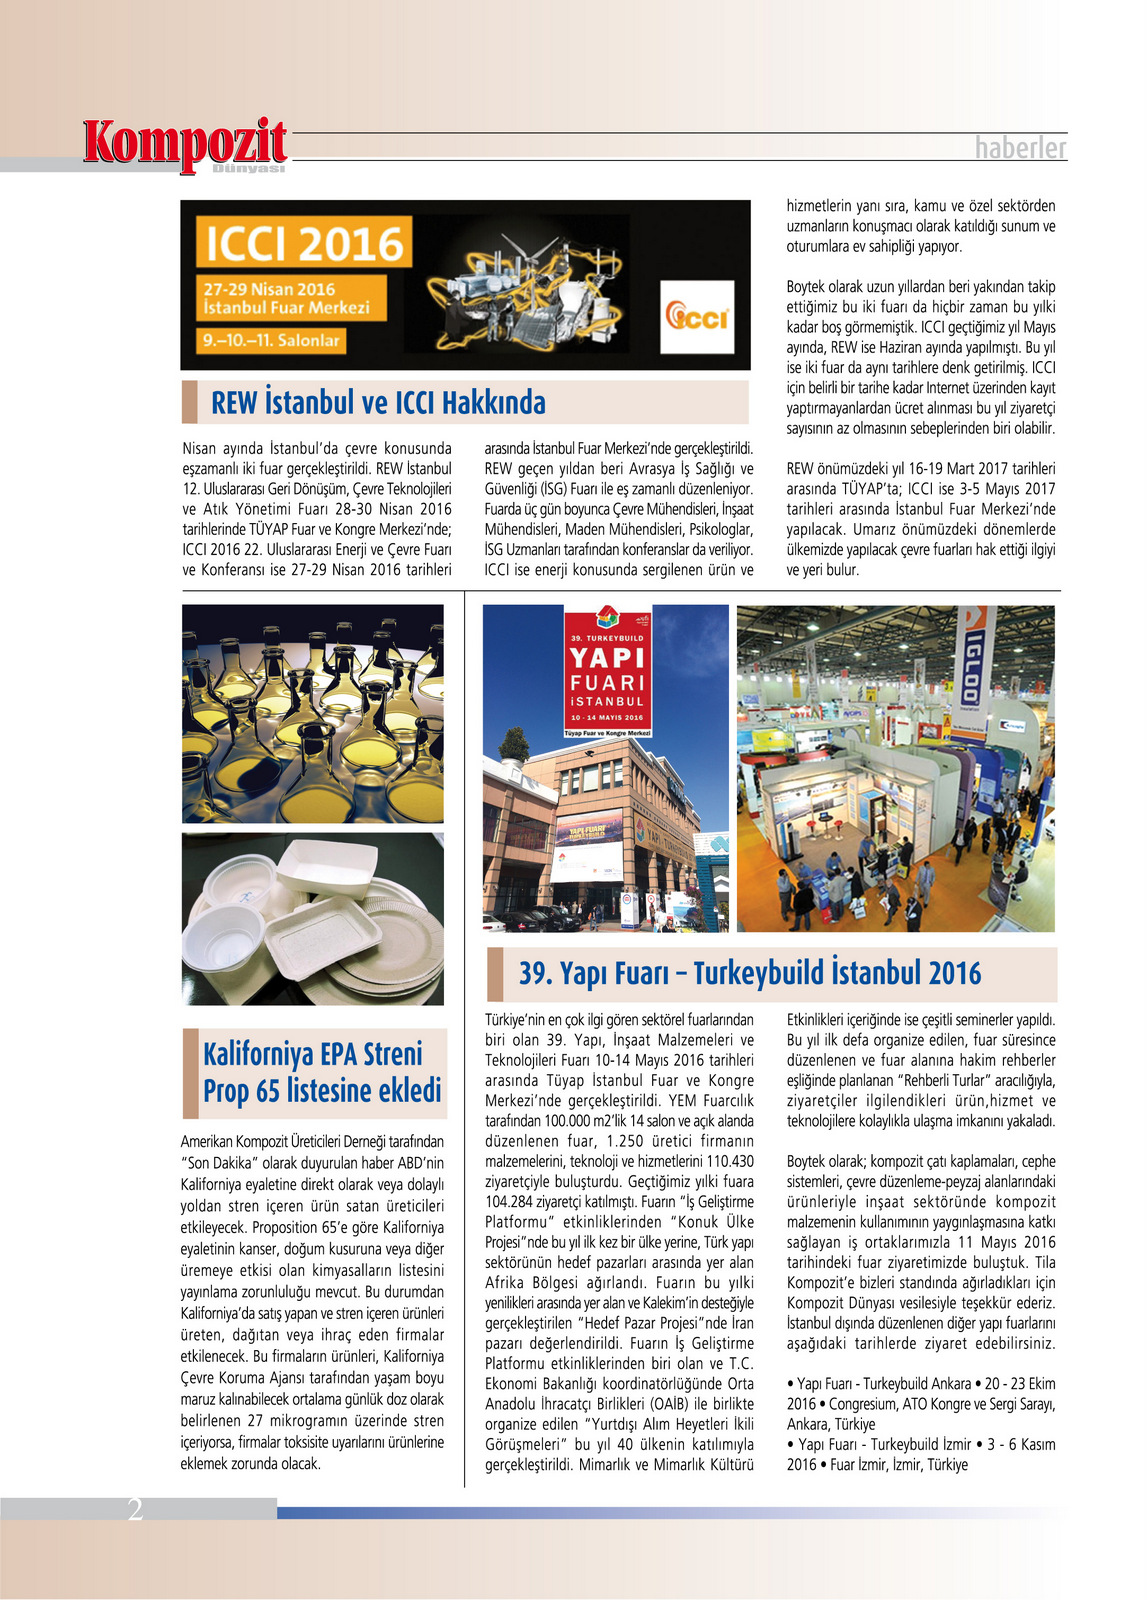 Kompozit
Dünyası
haberler
ICCI 2016
27-29 Nisan 2016
İstanbul Fuar Merkezi
9.–10.–11. Salonlar
icci
REW İstanbul ve ICCI Hakkında
Nisan ayında İstanbul’da çevre konusunda
eşzamanlı iki fuar gerçekleştirildi. REW İstanbul
12. Uluslararası Geri Dönüşüm, Çevre Teknolojileri
ve Atık Yönetimi Fuarı 28-30 Nisan 2016
tarihlerinde TÜYAP Fuar ve Kongre Merkezi’nde;
ICCI 2016 22. Uluslararası Enerji ve Çevre Fuarı
ve Konferansı ise 27-29 Nisan 2016 tarihleri
arasında İstanbul Fuar Merkezi’nde gerçekleştirildi.
REW geçen yıldan beri Avrasya İş Sağlığı ve
Güvenliği (İSG) Fuarı ile eş zamanlı düzenleniyor.
Fuarda üç gün boyunca Çevre Mühendisleri, İnşaat
Mühendisleri, Maden Mühendisleri, Psikologlar,
İSG Uzmanları tarafından konferanslar da veriliyor.
ICCI ise enerji konusunda sergilenen ürün ve
hizmetlerin yanı sıra, kamu ve özel sektörden
uzmanların konuşmacı olarak katıldığı sunum ve
oturumlara ev sahipliği yapıyor.
Boytek olarak uzun yıllardan beri yakından takip
ettiğimiz bu iki fuarı da hiçbir zaman bu yılki
kadar boş görmemiştik. ICCI geçtiğimiz yıl Mayıs
ayında, REW ise Haziran ayında yapılmıştı. Bu yıl
ise iki fuar da aynı tarihlere denk getirilmiş. ICCI
için belirli bir tarihe kadar Internet üzerinden kayıt
yaptırmayanlardan ücret alınması bu yıl ziyaretçi
sayısının az olmasının sebeplerinden biri olabilir.
REW önümüzdeki yıl 16-19 Mart 2017 tarihleri
arasında TÜYAP’ta; ICCI ise 3-5 Mayıs 2017
tarihleri arasında İstanbul Fuar Merkezi’nde
yapılacak. Umarız önümüzdeki dönemlerde
ülkemizde yapılacak çevre fuarları hak ettiği ilgiyi
ve yeri bulur.
Kaliforniya EPA Streni
Prop 65 listesine ekledi
Amerikan Kompozit Üreticileri Derneği tarafından
“Son Dakika” olarak duyurulan haber ABD’nin
Kaliforniya eyaletine direkt olarak veya dolaylı
yoldan stren içeren ürün satan üreticileri
etkileyecek. Proposition 65’e göre Kaliforniya
eyaletinin kanser, doğum kusuruna veya diğer
üremeye etkisi olan kimyasalların listesini
yayınlama zorunluluğu mevcut. Bu durumdan
Kaliforniya’da satış yapan ve stren içeren ürünleri
üreten, dağıtan veya ihraç eden firmalar
etkilenecek. Bu firmaların ürünleri, Kaliforniya
Çevre Koruma Ajansı tarafından yaşam boyu
maruz kalınabilecek ortalama günlük doz olarak
belirlenen 27 mikrogramın üzerinde stren
içeriyorsa, firmalar toksisite uyarılarını ürünlerine
eklemek zorunda olacak.
39. TURKEYBUILD
YAPI
FUARI
İSTANBUL
10 - 14 MAYIS 2016
Tüyap Fuar ve Kongre Merkezi
YAPI FUARI
TURKEYBUILD
IGLOO
39. Yapı Fuarı – Turkeybuild İstanbul 2016
Türkiye’nin en çok ilgi gören sektörel fuarlarından
biri olan 39. Yapı, İnşaat Malzemeleri ve
Teknolojileri Fuarı 10-14 Mayıs 2016 tarihleri
arasında Tüyap İstanbul Fuar ve Kongre
Merkezi’nde gerçekleştirildi. YEM Fuarcılık
tarafından 100.000 m2’lik 14 salon ve açık alanda
düzenlenen fuar, 1.250 üretici firmanın
malzemelerini, teknoloji ve hizmetlerini 110.430
ziyaretçiyle buluşturdu. Geçtiğimiz yılki fuara
104.284 ziyaretçi katılmıştı. Fuarın “İş Geliştirme
Platformu” etkinliklerinden “Konuk Ülke
Projesi”nde bu yıl ilk kez bir ülke yerine, Türk yapı
sektörünün hedef pazarları arasında yer alan
Afrika Bölgesi ağırlandı. Fuarın bu yılki
yenilikleri arasında yer alan ve Kalekim’in desteğiyle
gerçekleştirilen “Hedef Pazar Projesi”nde İran
pazarı değerlendirildi. Fuarın İş Geliştirme
Platformu etkinliklerinden biri olan ve T.C.
Ekonomi Bakanlığı koordinatörlüğünde Orta
Anadolu İhracatçı Birlikleri (OAİB) ile birlikte
organize edilen “Yurtdışı Alım Heyetleri İkili
Görüşmeleri” bu yıl 40 ülkenin katılımıyla
gerçekleştirildi. Mimarlık ve Mimarlık Kültürü
Etkinlikleri içeriğinde ise çeşitli seminerler yapıldı.
Bu yıl ilk defa organize edilen, fuar süresince
düzenlenen ve fuar alanına hakim rehberler
eşliğinde planlanan “Rehberli Turlar” aracılığıyla,
ziyaretçiler ilgilendikleri ürün,hizmet ve
teknolojilere kolaylıkla ulaşma imkanını yakaladı.
Boytek olarak; kompozit çatı kaplamaları, cephe
sistemleri, çevre düzenleme-peyzaj alanlarındaki
ürünleriyle inşaat sektöründe kompozit
malzemenin kullanımının yaygınlaşmasına katkı
sağlayan iş ortaklarımızla 11 Mayıs 2016
tarihindeki fuar ziyaretimizde buluştuk. Tila
Kompozit’e bizleri standında ağırladıkları için
Kompozit Dünyası vesilesiyle teşekkür ederiz.
İstanbul dışında düzenlenen diğer yapı fuarlarını
aşağıdaki tarihlerde ziyaret edebilirsiniz.
• Yapı Fuarı - Turkeybuild Ankara • 20 - 23 Ekim
2016 • Congresium, ATO Kongre ve Sergi Sarayı,
Ankara, Türkiye
• Yapı Fuarı - Turkeybuild İzmir • 3 - 6 Kasım
2016 • Fuar İzmir, İzmir, Türkiye
2